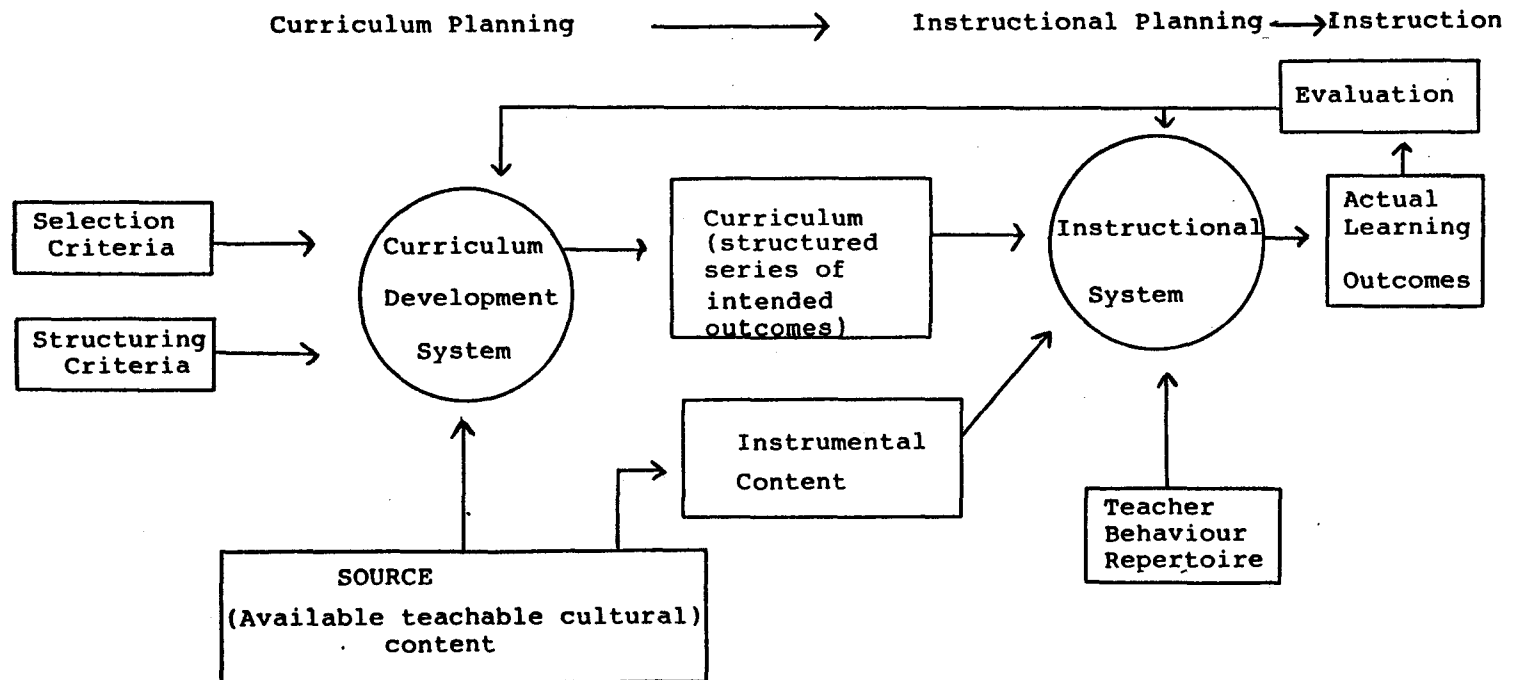 Curriculum Planning
Instructional Planning
Instruction
Evaluation
Selection
Criteria
Structuring
Criteria
Curriculum
Development
System
Curriculum
(structured
series of
intended
outcomes)
Instructional
System
Actual
Learning
Outcomes
Instrumental
Content
Teacher
Behaviour
Repertoire
SOURCE
(Available teachable cultural)
content